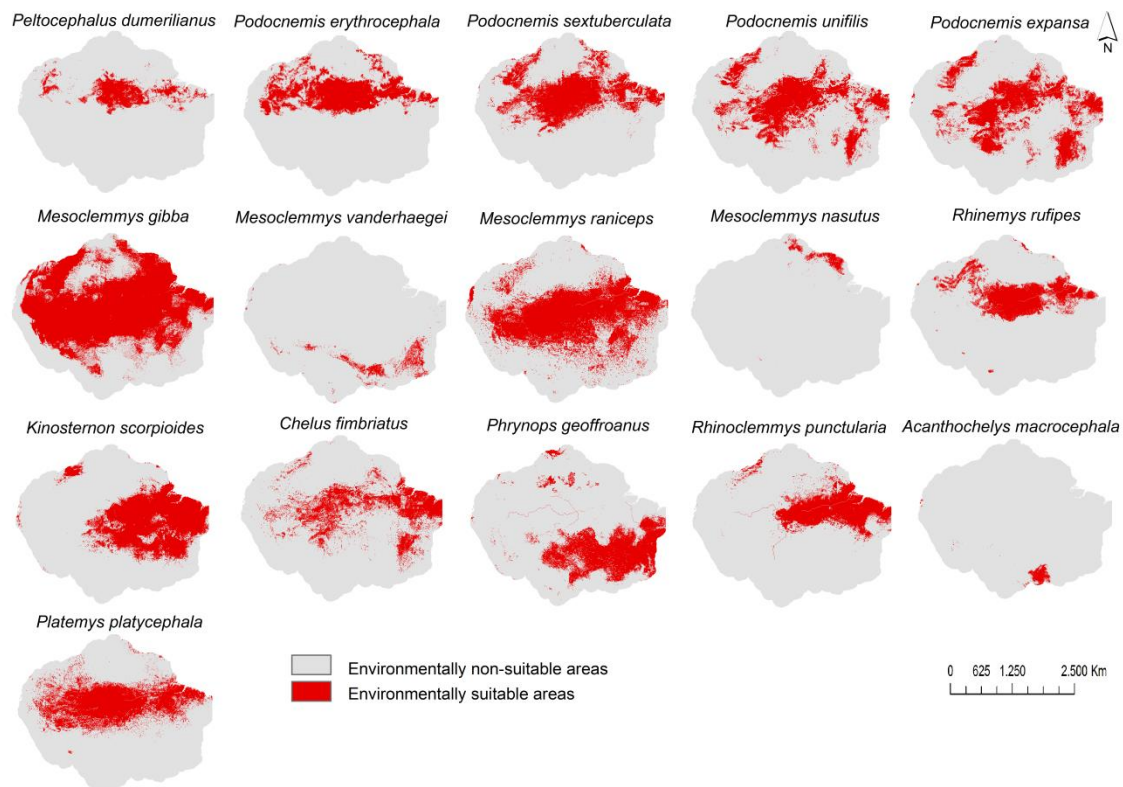 Peltocephalus dumerilianus
Podocnemis erythrocephala
Podocnemis sextuberculata
Podocnemis unifilis
Podocnemis expansa
N
Mesoclemmys gibba
Mesoclemmys vanderhaegei
Mesoclemmys raniceps
Mesoclemmys nasutus
Rhinemys rufipes
Kinosternon scorpioides
Chelus fimbriatus
Phrynops geoffroanus
Rhinoclemmys punctularia
Acanthochelys macrocephala
Platemys platycephala
Environmentally non-suitable areas
Environmentally suitable areas
0 625 1.250 2.500 Km